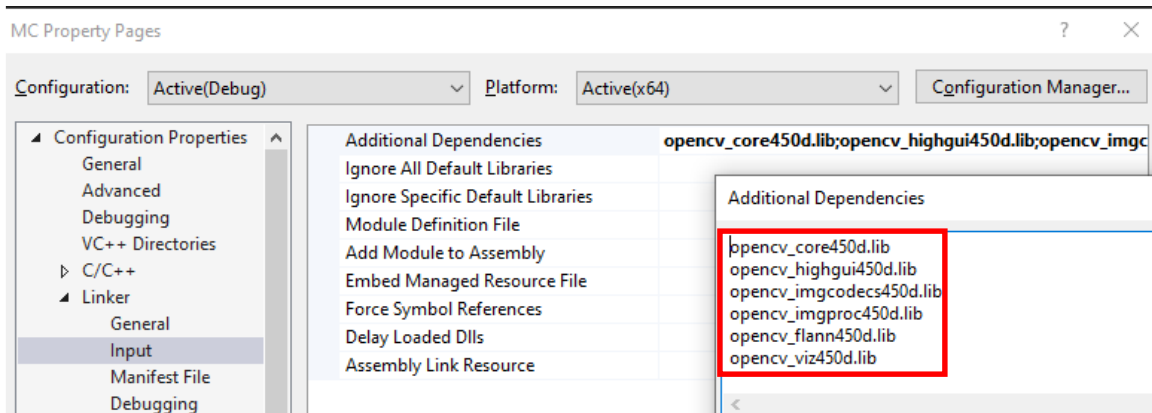 MC Property Pages
? ×
Configuration: Active(Debug) Platform: Active(x64) Configuration Manager...
Configuration Properties
General
Advanced
Debugging
VC++ Directories
C/C++
Linker
General
Input
Manifest File
Debugging
Additional Dependencies opencv_core450d.lib;opencv_highgui450d.lib;opencv_imgc
Ignore All Default Libraries
Ignore Specific Default Libraries
Module Definition File
Add Module to Assembly
Embed Managed Resource File
Force Symbol References
Delay Loaded Dlls
Assembly Link Resource
Additional Dependencies
opencv_core450d.lib
opencv_highgui450d.lib
opencv_imgcodecs450d.lib
opencv_imgproc450d.lib
opencv_flann450d.lib
opencv_viz450d.lib